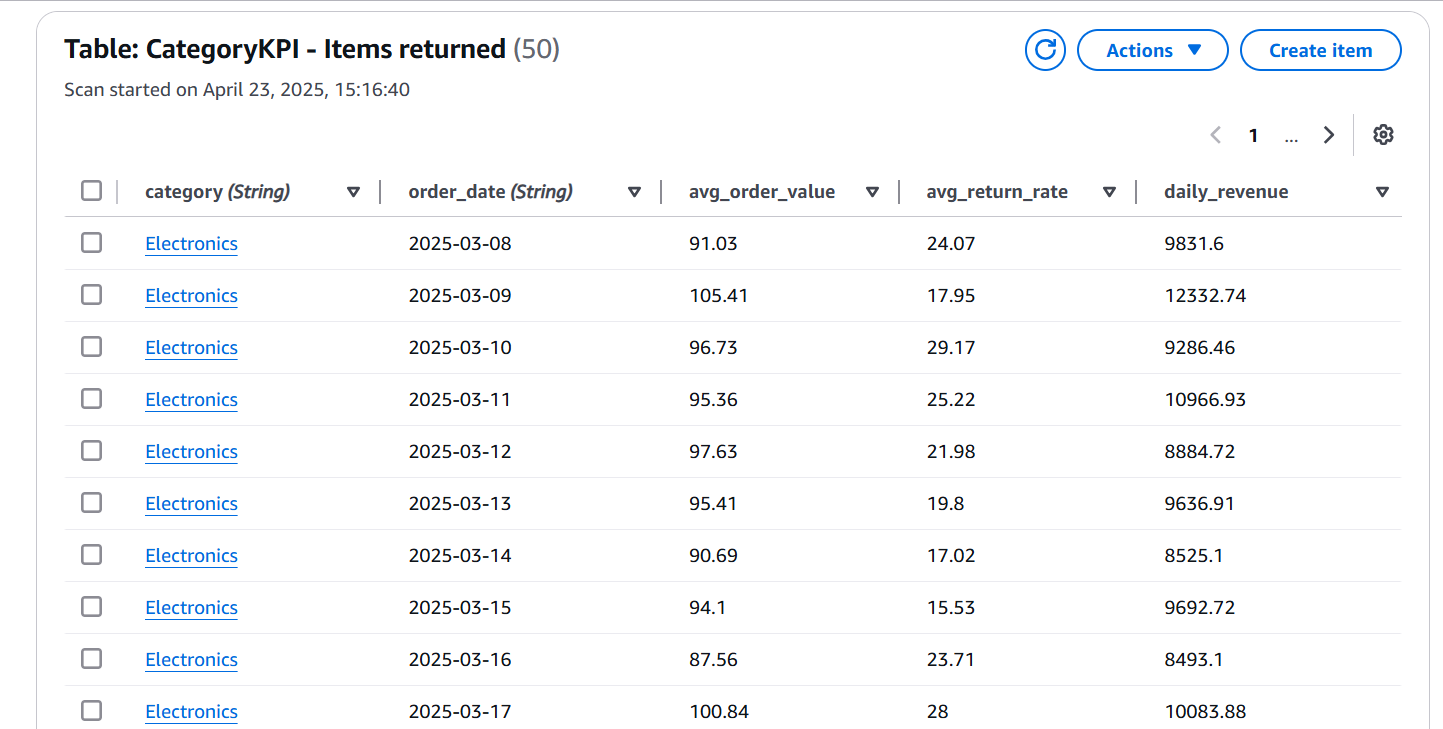 Table: CategoryKPI - Items returned (50)
Actions
Create item
Scan started on April 23, 2025, 15:16:40
1 ...
category (String) order_date (String) avg_order_value avg_return_rate daily_revenue
Electronics 2025-03-08 91.03 24.07 9831.6
Electronics 2025-03-09 105.41 17.95 12332.74
Electronics 2025-03-10 96.73 29.17 9286.46
Electronics 2025-03-11 95.36 25.22 10966.93
Electronics 2025-03-12 97.63 21.98 8884.72
Electronics 2025-03-13 95.41 19.8 9636.91
Electronics 2025-03-14 90.69 17.02 8525.1
Electronics 2025-03-15 94.1 15.53 9692.72
Electronics 2025-03-16 87.56 23.71 8493.1
Electronics 2025-03-17 100.84 28 10083.88